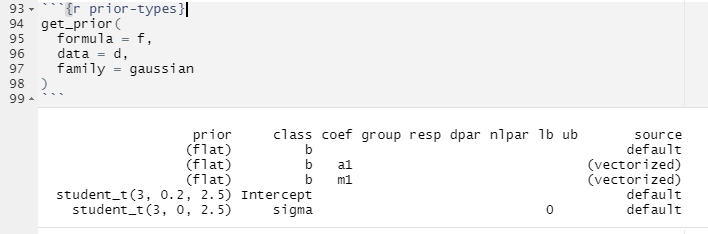 93 ```{r prior-types}
94 get_prior(
95   formula = f,
96   data = d,
97   family = gaussian
98 )
99 ```
prior class coef group resp dpar nlpar lb ub source
(flat) b default
(flat) b a1 (vectorized)
(flat) b m1 (vectorized)
student_t(3, 0.2, 2.5) Intercept default
student_t(3, 0, 2.5) sigma 0 default